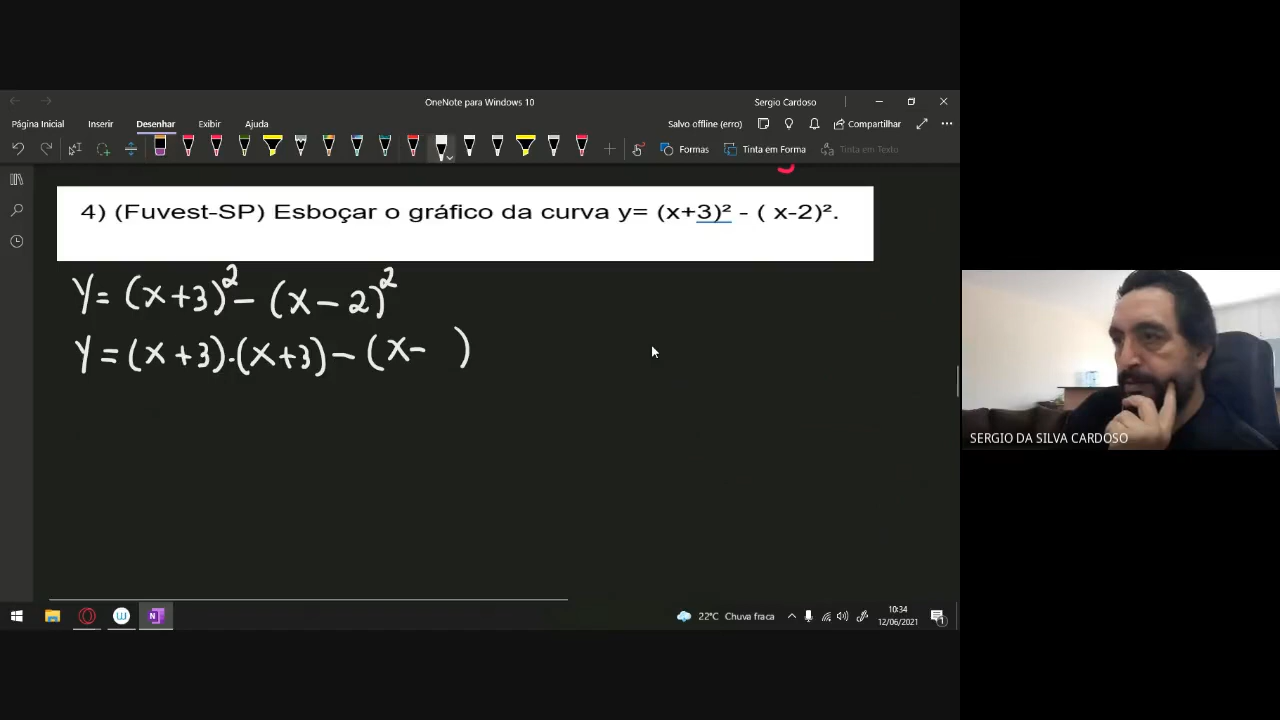 OneNote para Windows 10
Sergio Cardoso
Página Inicial Inserir Desenhar Exibir Ajuda
Salvo offline (erro) Compartilhar
Formas Tinta em Forma Tinta em Texto
4) (Fuvest-SP) Esboçar o gráfico da curva y= (x+3)² - ( x-2)².
Y= (x+3)² - (x-2)²
Y= (x+3)·(x+3) - (x- )
SERGIO DA SILVA CARDOSO
22°C Chuva fraca
10:34
12/06/2021
1